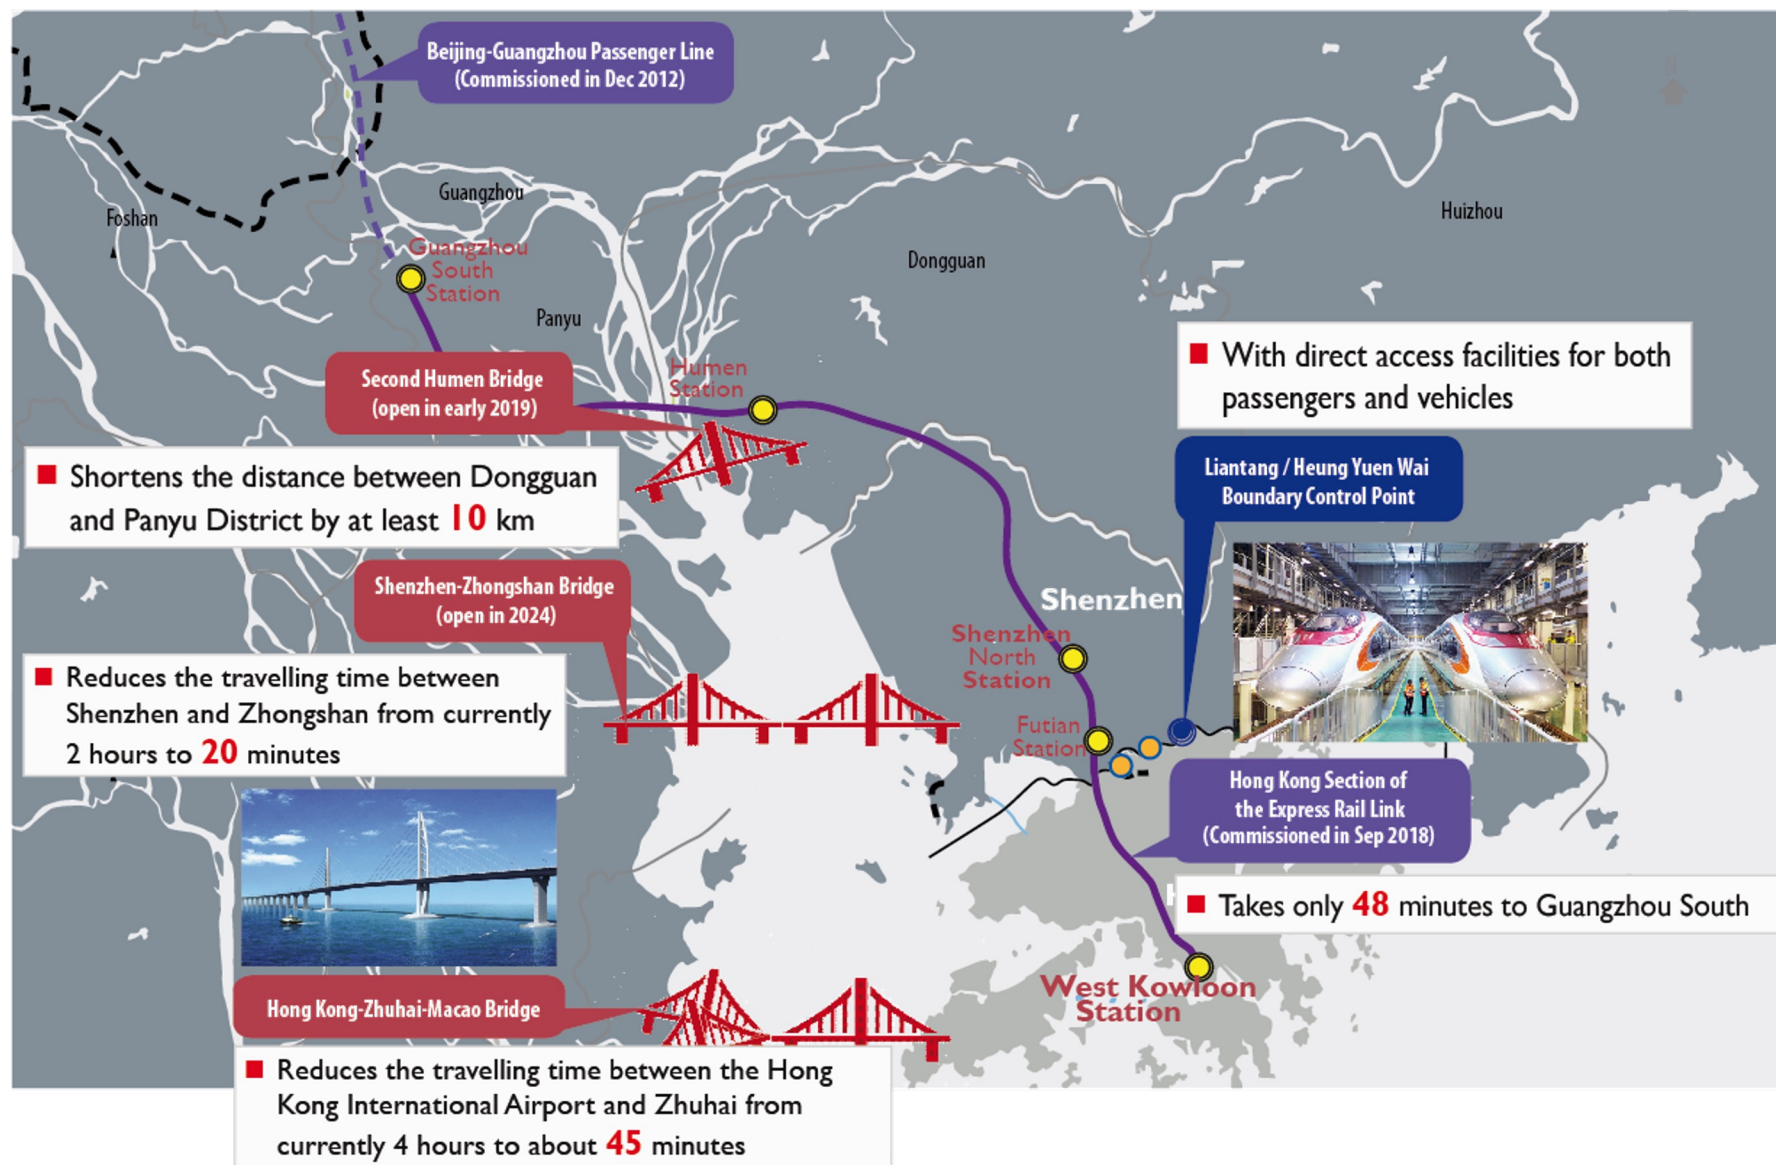 Beijing-Guangzhou Passenger Line
(Commissioned in Dec 2012)
N
Guangzhou
Foshan
Huizhou
Guangzhou
South
Station
Dongguan
Panyu
Second Humen Bridge
(open in early 2019)
Humen
Station
With direct access facilities for both
passengers and vehicles
Shortens the distance between Dongguan
and Panyu District by at least 10 km
Liantang / Heung Yuen Wai
Boundary Control Point
Shenzhen-Zhongshan Bridge
(open in 2024)
Shenzhen
Shenzhen
North
Station
Reduces the travelling time between
Shenzhen and Zhongshan from currently
2 hours to 20 minutes
Futian
Station
Hong Kong Section of
the Express Rail Link
(Commissioned in Sep 2018)
Takes only 48 minutes to Guangzhou South
West Kowloon
Station
Hong Kong-Zhuhai-Macao Bridge
Reduces the travelling time between the Hong
Kong International Airport and Zhuhai from
currently 4 hours to about 45 minutes